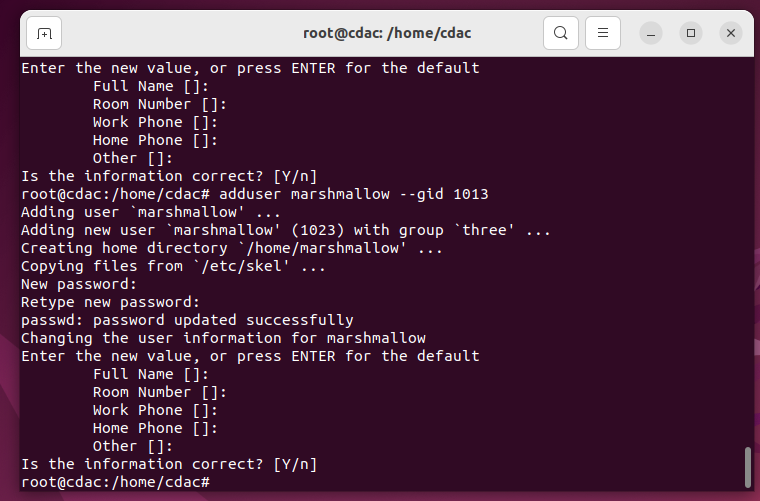 root@cdac: /home/cdac
Enter the new value, or press ENTER for the default
Full Name []:
Room Number []:
Work Phone []:
Home Phone []:
Other []:
Is the information correct? [Y/n]
root@cdac:/home/cdac# adduser marshmallow --gid 1013
Adding user `marshmallow' ...
Adding new user `marshmallow' (1023) with group `three' ...
Creating home directory `/home/marshmallow' ...
Copying files from `/etc/skel' ...
New password:
Retype new password:
passwd: password updated successfully
Changing the user information for marshmallow
Enter the new value, or press ENTER for the default
Full Name []:
Room Number []:
Work Phone []:
Home Phone []:
Other []:
Is the information correct? [Y/n]
root@cdac:/home/cdac#